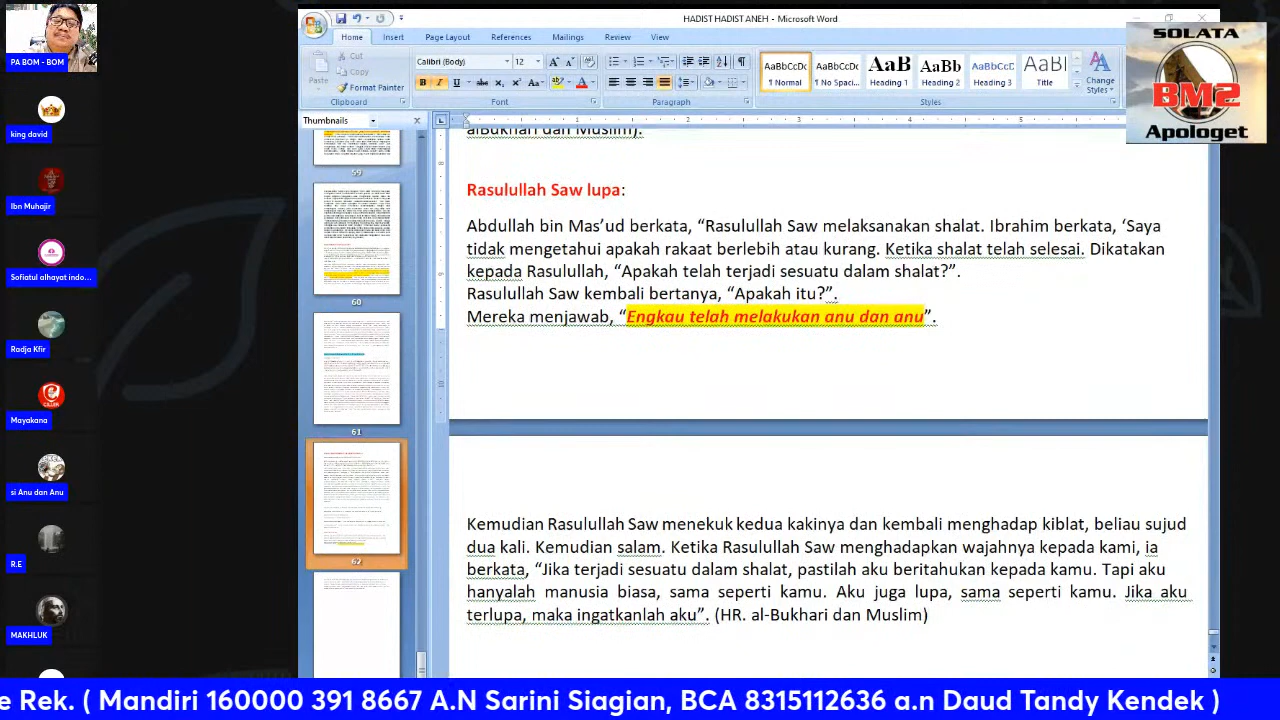 PA BOM - BOM
king david
Ibn Muhajir
Sofiatul alhayat indo...
Radja Kfir
Mayakana
si Anu dan Anu
R.E
MAKHLUK
HADIST HADIST ANEH - Microsoft Word
Home Insert Page Layout References Mailings Review View
Paste
Cut
Copy
Format Painter
Clipboard
Calibri (Body) 12
Font
Paragraph
AaBbCcDc AaBbCcDc AaB AaBb AaBbCc AaBl
¶ Normal ¶ No Spaci... Heading 1 Heading 2 Heading 3 Title
Change Styles
Styles
SOLATA
BM2
Apologet
Thumbnails
59
60
61
62
alBukhari dan Muslim).
Rasulullah Saw lupa:
Abdullah bin Mas’ud berkata, “Rasulullah Saw melaksanakan shalat. Ibrahim berkata, ‘Saya
tidak mengetahui apakah rakaat berlebih atau kurang. Ketika shalat telah selesai. Dikatakan
kepada Rasulullah, “Apakah telah terjadi sesuatu dalam shalat?”.
Rasulullah Saw kembali bertanya, “Apakah itu?”.
Mereka menjawab, “Engkau telah melakukan anu dan anu”.
Kemudian Rasulullah Saw menekuk kedua kakinya dan kembali menghadap kiblat, beliau sujud
dua kali. Kemudian salam. Ketika Rasulullah Saw menghadapkan wajahnya kepada kami, ia
berkata, “Jika terjadi sesuatu dalam shalat, pastilah aku beritahukan kepada kamu. Tapi aku
hanyalah manusia biasa, sama seperti kamu. Aku juga lupa, sama seperti kamu. Jika aku
terlupa, maka ingatkanlah aku”. (HR. al-Bukhari dan Muslim)
e Rek. ( Mandiri 160000 391 8667 A.N Sarini Siagian, BCA 8315112636 a.n Daud Tandy Kendek )